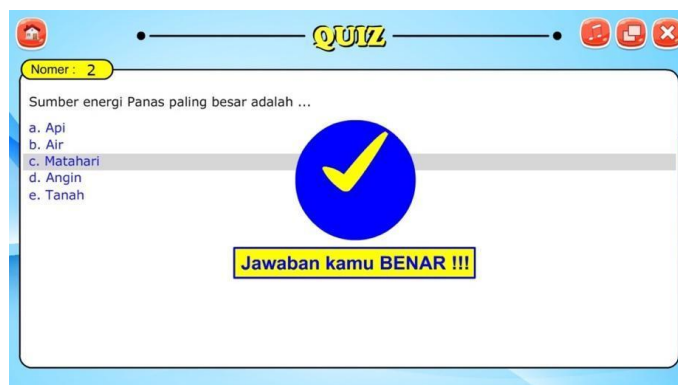 QUIZ
Nomer : 2
Sumber energi Panas paling besar adalah ...
a. Api
b. Air
c. Matahari
d. Angin
e. Tanah
Jawaban kamu BENAR !!!